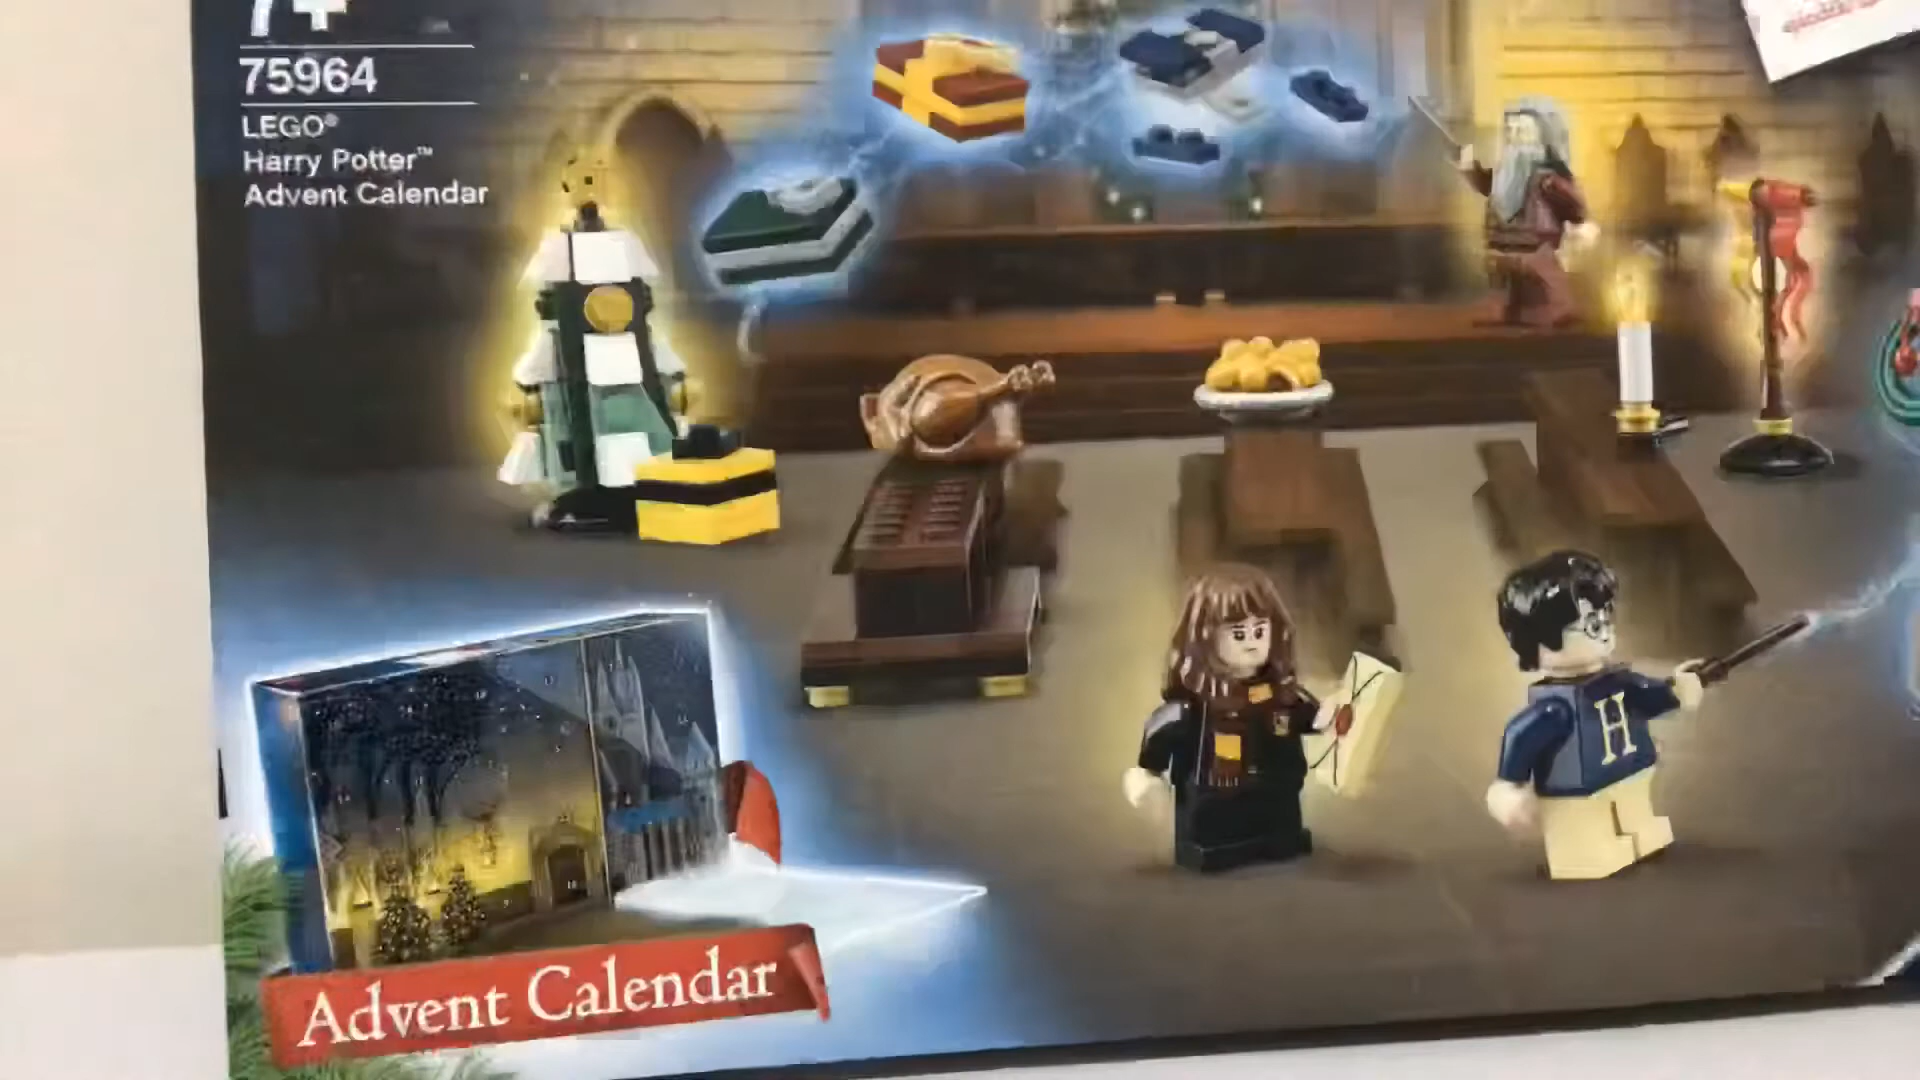 7+
75964
LEGO®
Harry Potter™
Advent Calendar
H
Advent Calendar